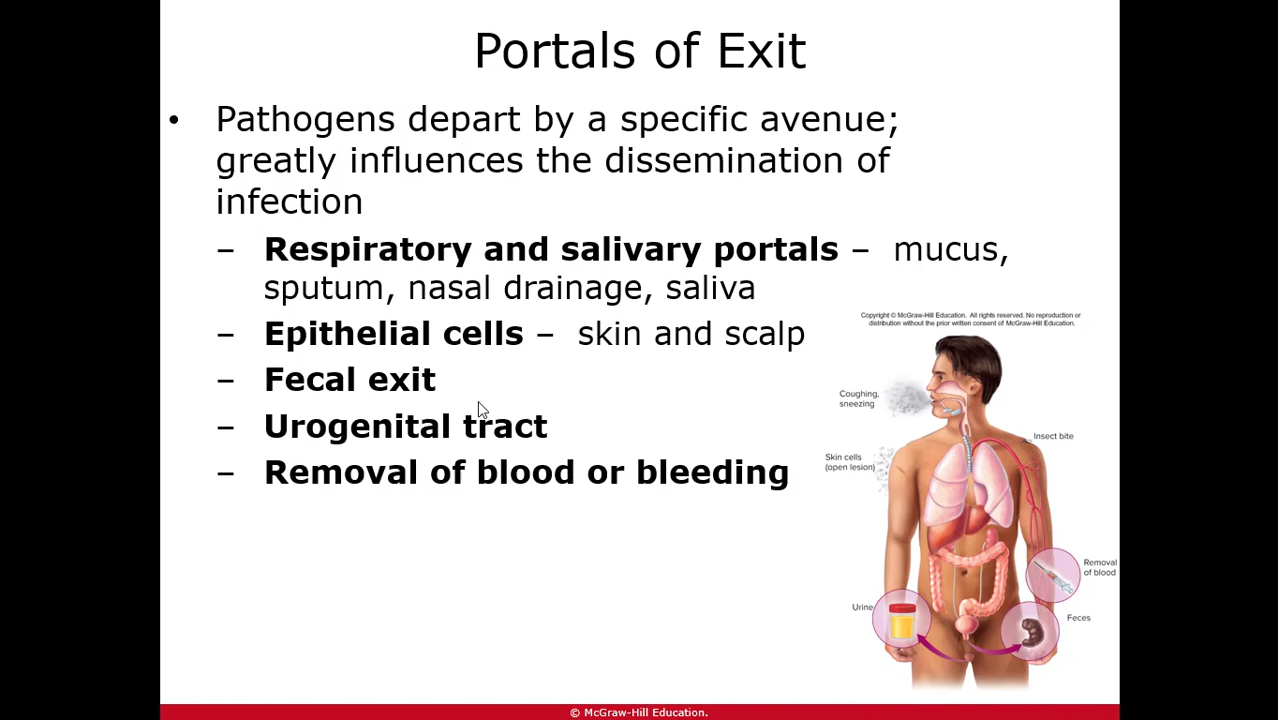 Portals of Exit
• Pathogens depart by a specific avenue;
greatly influences the dissemination of
infection
– Respiratory and salivary portals – mucus,
sputum, nasal drainage, saliva
– Epithelial cells – skin and scalp
– Fecal exit
– Urogenital tract
– Removal of blood or bleeding
Copyright © McGraw-Hill Education. All rights reserved. No reproduction or
distribution without the prior written consent of McGraw-Hill Education.
Coughing,
sneezing
Insect bite
Skin cells
(open lesion)
Removal
of blood
Urine
Feces
© McGraw-Hill Education.